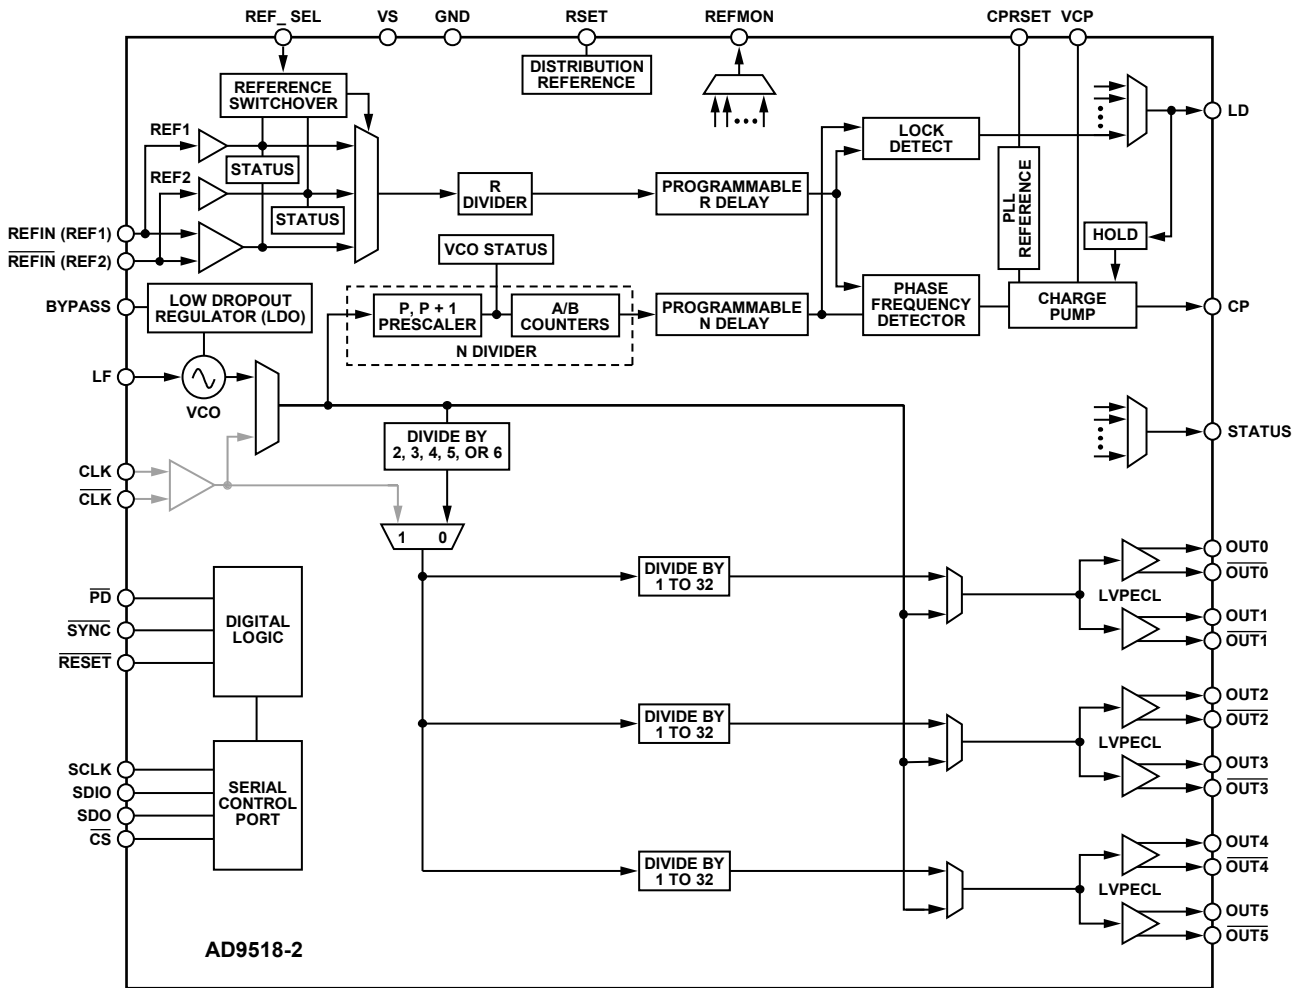 REF_ SEL
VS
GND
RSET
REFMON
CPRSET
VCP
DISTRIBUTION
REFERENCE
REFERENCE
SWITCHOVER
REF1
STATUS
REF2
STATUS
REFIN (REF1)
REFIN (REF2)
BYPASS
LOW DROPOUT
REGULATOR (LDO)
LF
VCO
CLK
CLK
R
DIVIDER
PROGRAMMABLE
R DELAY
LOCK
DETECT
LD
PLL
REFERENCE
HOLD
VCO STATUS
P, P + 1
PRESCALER
A/B
COUNTERS
N DIVIDER
PROGRAMMABLE
N DELAY
PHASE
FREQUENCY
DETECTOR
CHARGE
PUMP
CP
DIVIDE BY
2, 3, 4, 5, OR 6
STATUS
1 0
PD
SYNC
RESET
DIGITAL
LOGIC
SCLK
SDIO
SDO
CS
SERIAL
CONTROL
PORT
DIVIDE BY
1 TO 32
LVPECL
OUT0
OUT0
OUT1
OUT1
DIVIDE BY
1 TO 32
LVPECL
OUT2
OUT2
OUT3
OUT3
DIVIDE BY
1 TO 32
LVPECL
OUT4
OUT4
OUT5
OUT5
AD9518-2